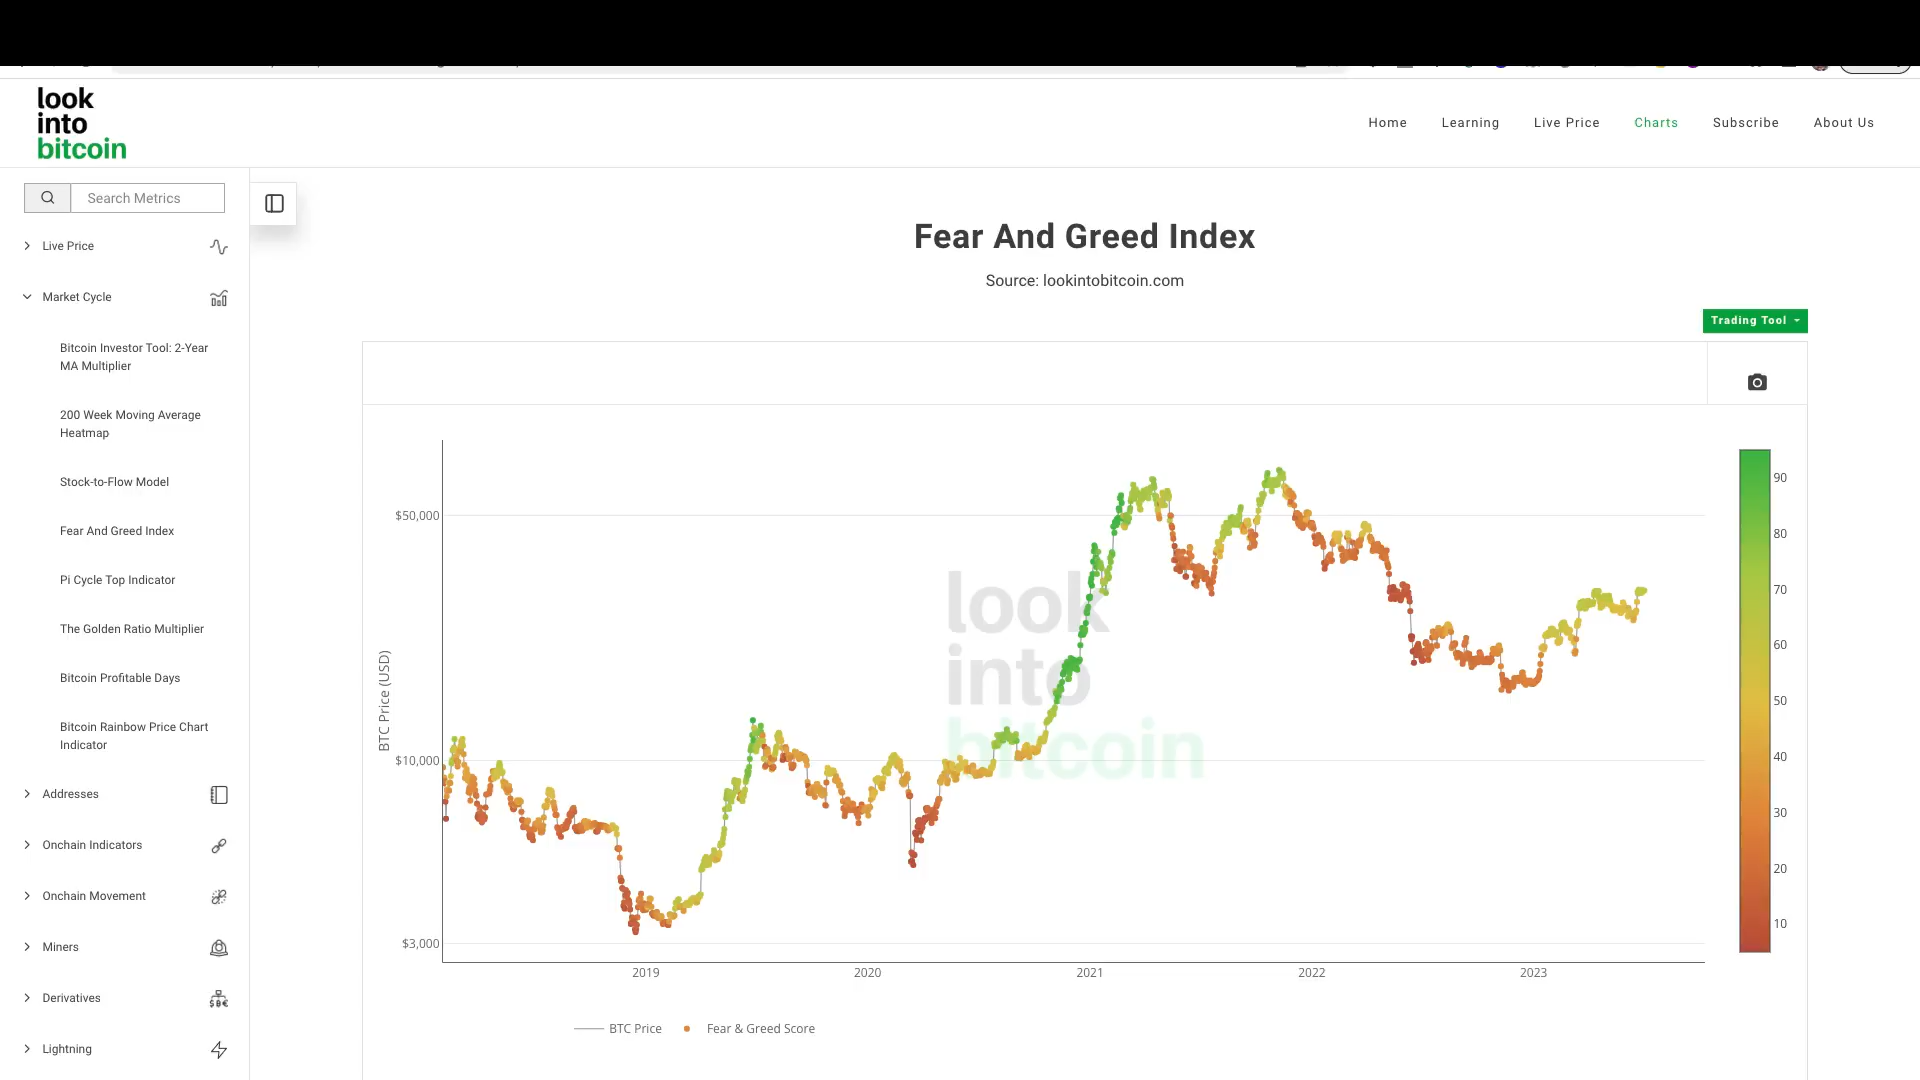 look
into
bitcoin
Home Learning Live Price Charts Subscribe About Us
Search Metrics
Live Price
Market Cycle
Bitcoin Investor Tool: 2-Year
MA Multiplier
200 Week Moving Average
Heatmap
Stock-to-Flow Model
Fear And Greed Index
Pi Cycle Top Indicator
The Golden Ratio Multiplier
Bitcoin Profitable Days
Bitcoin Rainbow Price Chart
Indicator
Addresses
Onchain Indicators
Onchain Movement
Miners
Derivatives
Lightning
Fear And Greed Index
Source: lookintobitcoin.com
Trading Tool
look
into
bitcoin
BTC Price (USD)
$50,000
$10,000
$3,000
2019 2020 2021 2022 2023
90
80
70
60
50
40
30
20
10
BTC Price Fear & Greed Score